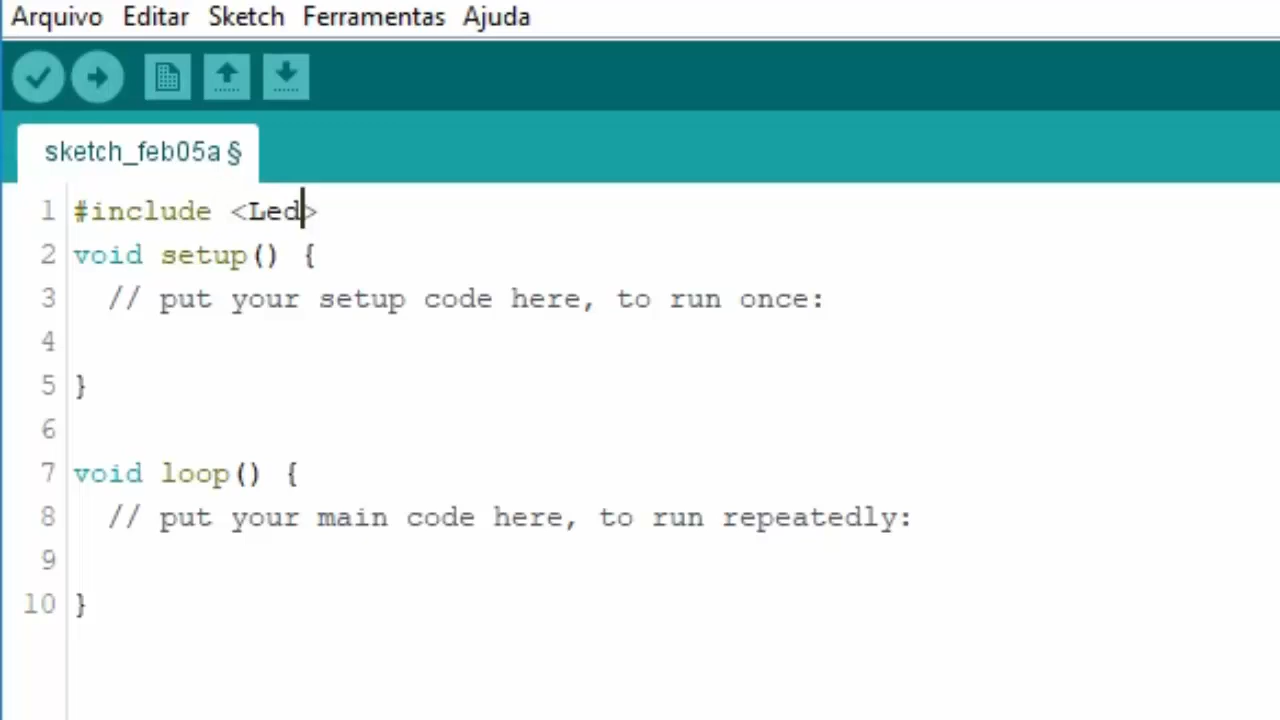 Arquivo Editar Sketch Ferramentas Ajuda
sketch_feb05a §
1 #include <Led>
2 void setup() {
3   // put your setup code here, to run once:
4
5 }
6
7 void loop() {
8   // put your main code here, to run repeatedly:
9
10 }